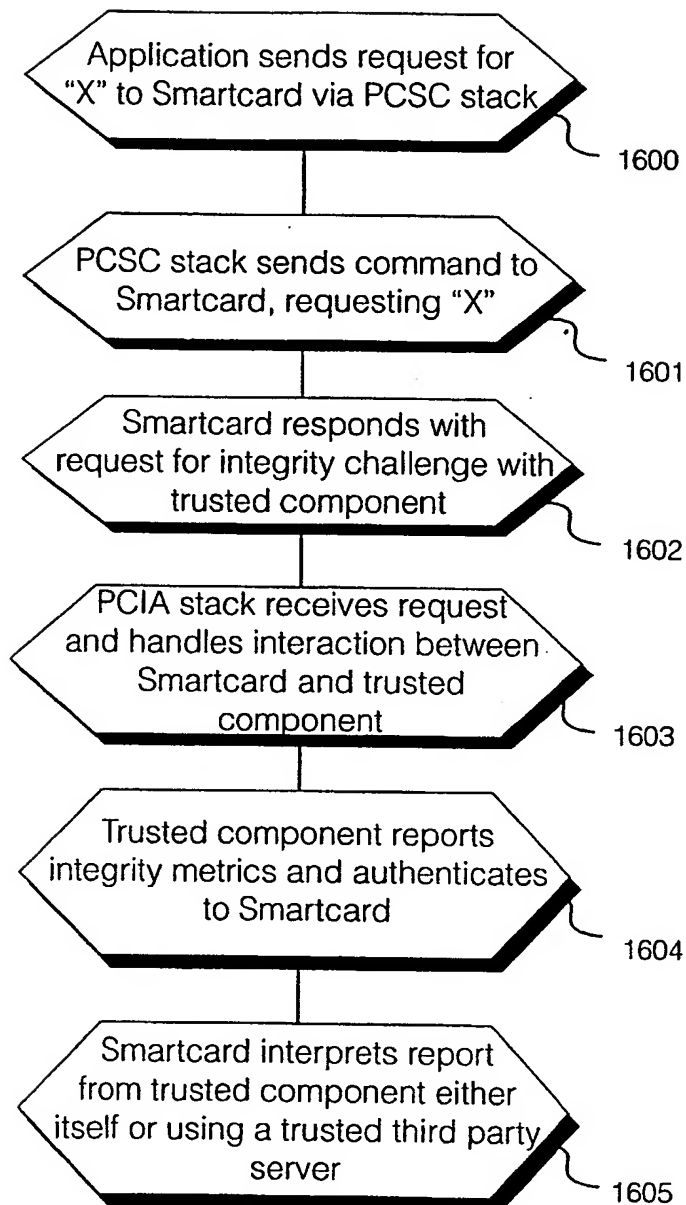 Application sends request for
“X” to Smartcard via PCSC stack
1600
PCSC stack sends command to
Smartcard, requesting “X”
1601
Smartcard responds with
request for integrity challenge with
trusted component
1602
PCIA stack receives request
and handles interaction between
Smartcard and trusted
component
1603
Trusted component reports
integrity metrics and authenticates
to Smartcard
1604
Smartcard interprets report
from trusted component either
itself or using a trusted third party
server
1605